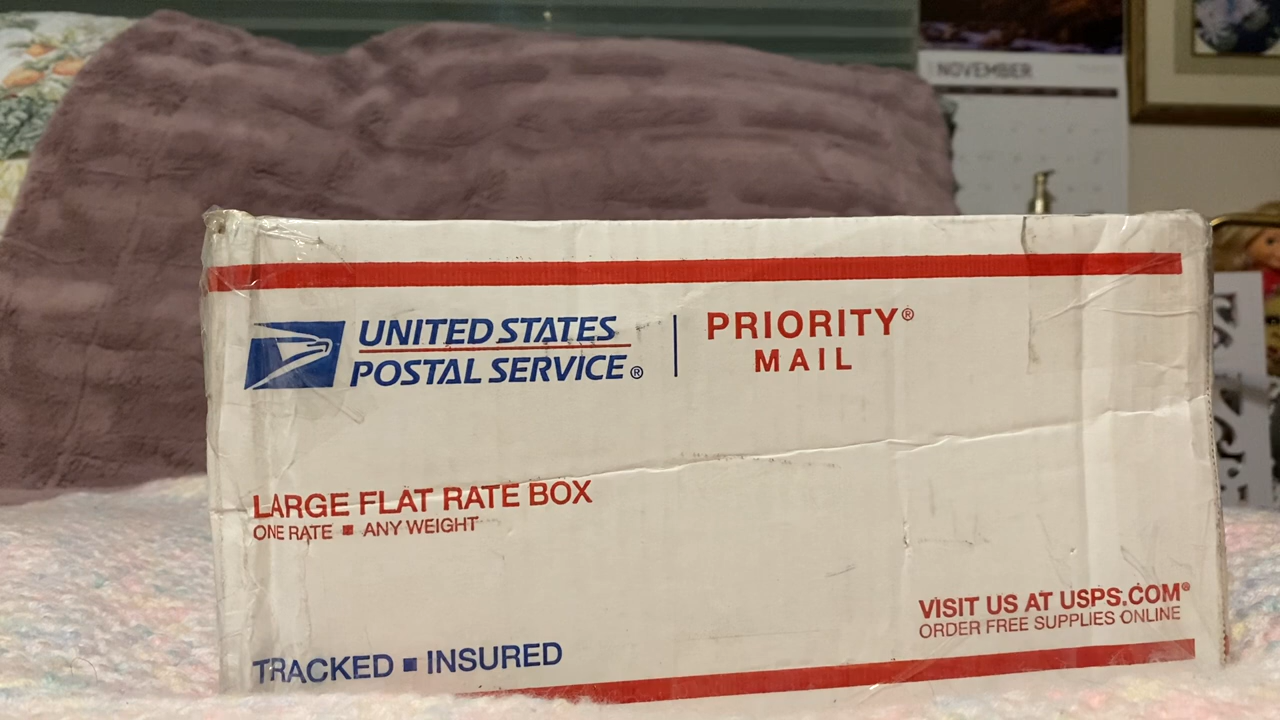 NOVEMBER
UNITED STATES
POSTAL SERVICE®
PRIORITY®
MAIL
LARGE FLAT RATE BOX
ONE RATE ■ ANY WEIGHT
VISIT US AT USPS.COM®
ORDER FREE SUPPLIES ONLINE
TRACKED ■ INSURED